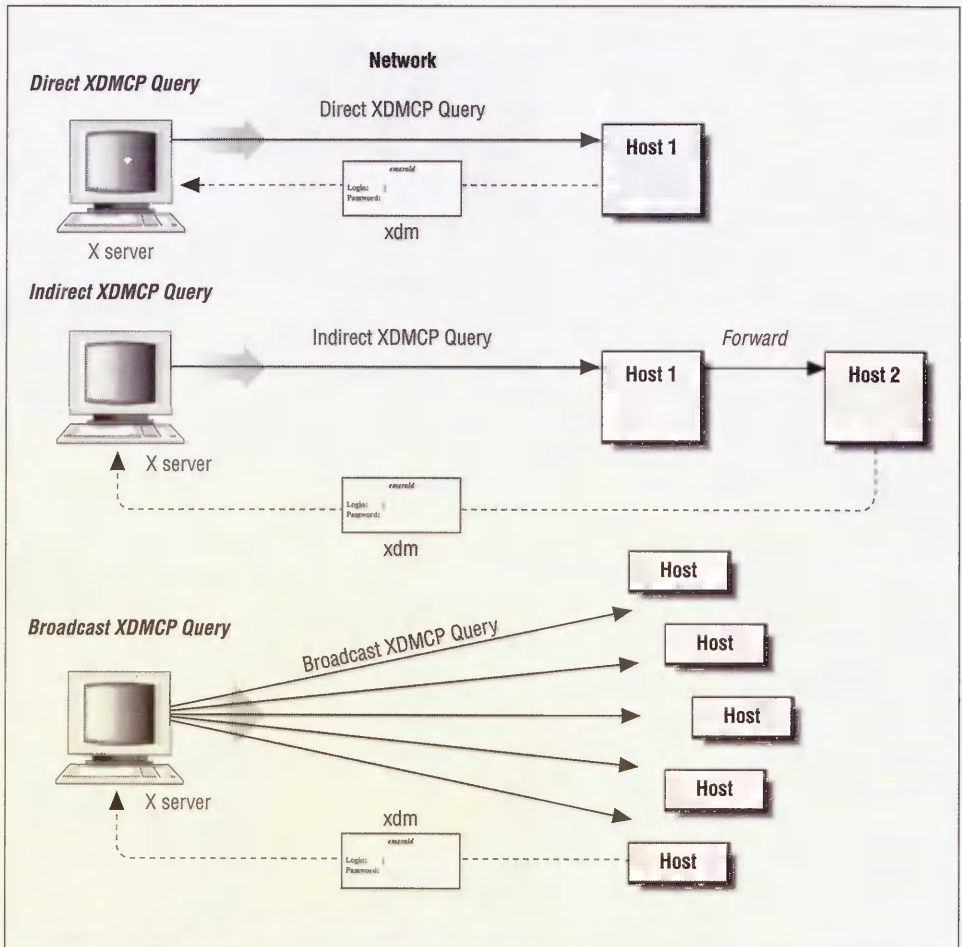 Network
Direct XDMCP Query
Direct XDMCP Query
Host 1
emerald
Login:
Password:
xdm
X server
Indirect XDMCP Query
Indirect XDMCP Query
Forward
Host 1
Host 2
X server
emerald
Login:
Password:
xdm
Host
Broadcast XDMCP Query
Broadcast XDMCP Query
Host
Host
Host
X server
xdm
emerald
Login:
Password:
Host